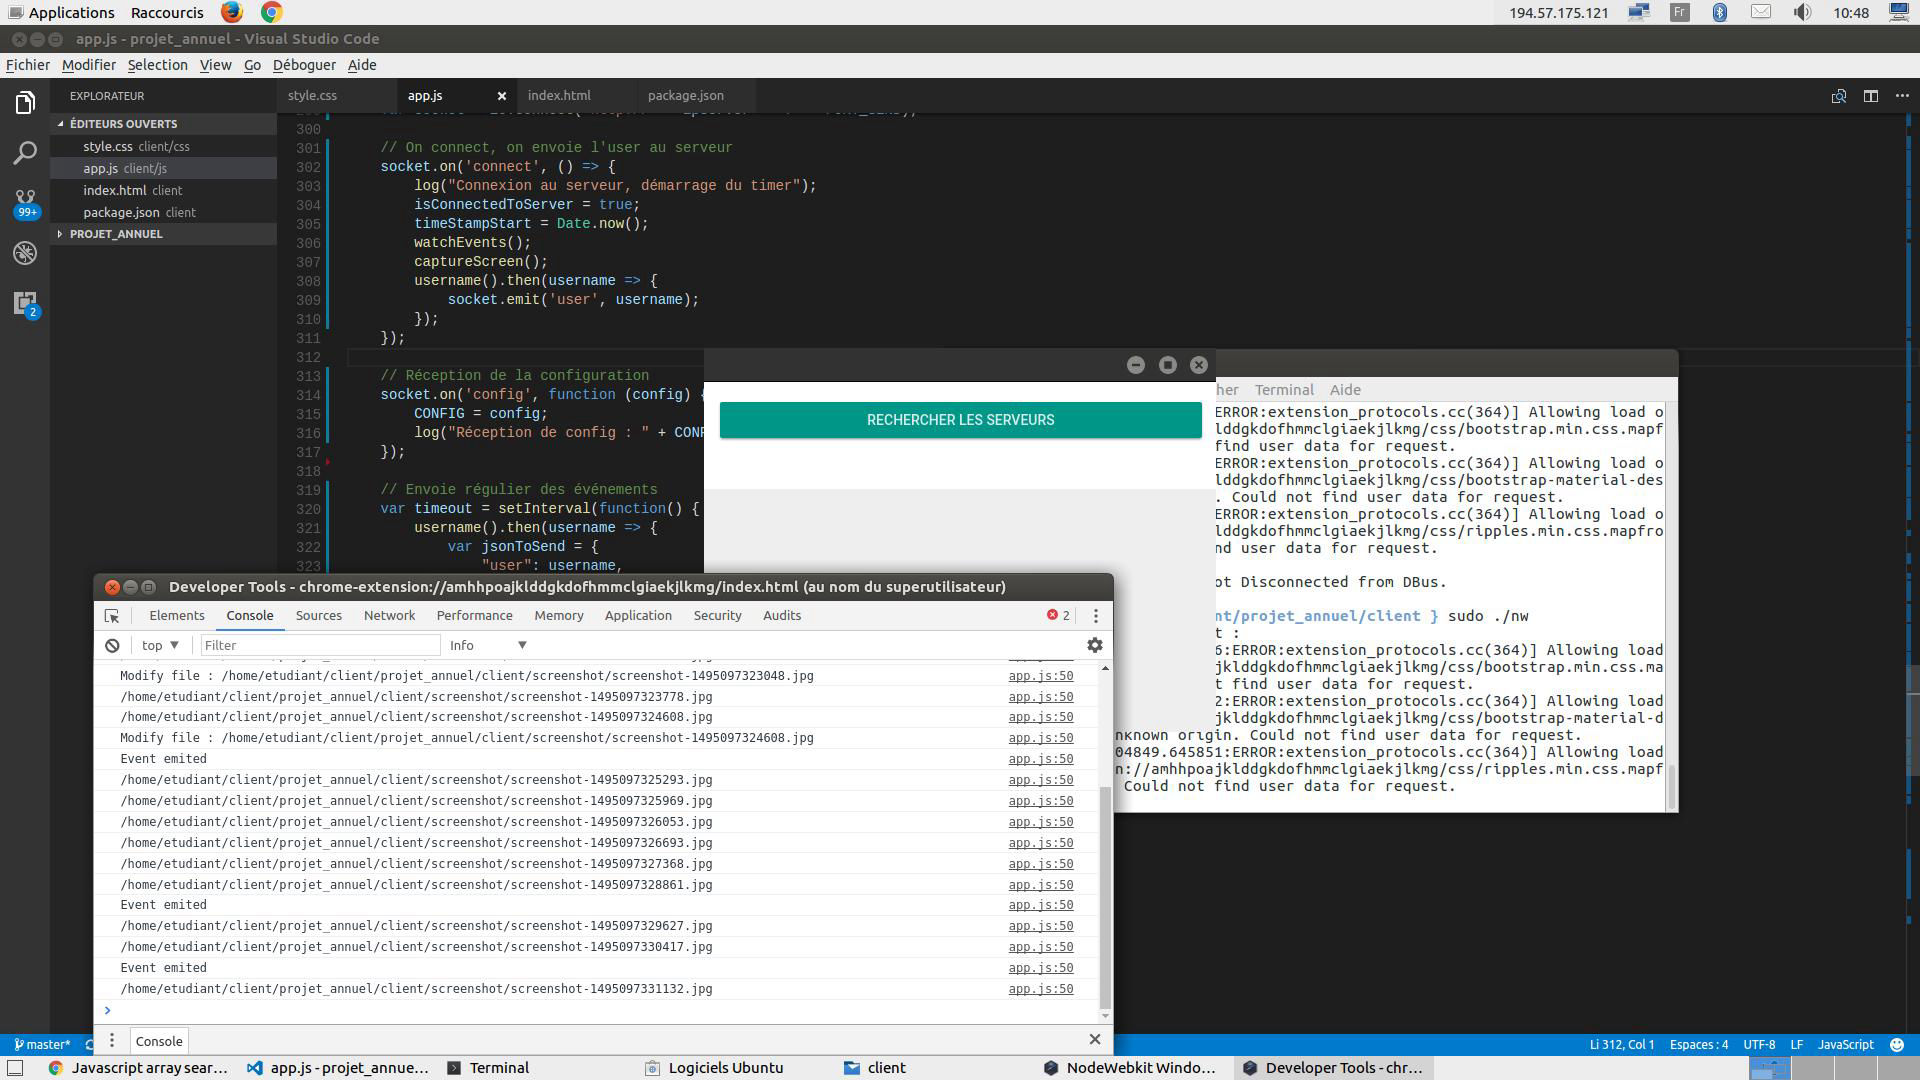 Applications Raccourcis
194.57.175.121 Fr 10:48
app.js - projet_annuel - Visual Studio Code
Fichier Modifier Selection View Go Déboguer Aide
EXPLORATEUR
ÉDITEURS OUVERTS
style.css client/css
app.js client/js
index.html client
package.json client
PROJET_ANNUEL
99+
2
style.css app.js index.html package.json
300
301 // On connect, on envoie l'user au serveur
302 socket.on('connect', () => {
303 log("Connexion au serveur, démarrage du timer");
304 isConnectedToServer = true;
305 timeStampStart = Date.now();
306 watchEvents();
307 captureScreen();
308 username().then(username => {
309 socket.emit('user', username);
310 });
311 });
312
313 // Réception de la configuration
314 socket.on('config', function (config) {
315 CONFIG = config;
316 log("Réception de config : " + CONF
317 });
318
319 // Envoie régulier des événements
320 var timeout = setInterval(function() {
321 username().then(username => {
322 var jsonToSend = {
323 "user": username,
RECHERCHER LES SERVEURS
her Terminal Aide
ERROR:extension_protocols.cc(364)] Allowing load o
lddgkdofhmmclgiaekjlkmg/css/bootstrap.min.css.mapf
find user data for request.
ERROR:extension_protocols.cc(364)] Allowing load o
lddgkdofhmmclgiaekjlkmg/css/bootstrap-material-des
. Could not find user data for request.
ERROR:extension_protocols.cc(364)] Allowing load o
lddgkdofhmmclgiaekjlkmg/css/ripples.min.css.mapfro
nd user data for request.
ot Disconnected from DBus.
nt/projet_annuel/client } sudo ./nw
t :
6:ERROR:extension_protocols.cc(364)] Allowing load
jklddgkdofhmmclgiaekjlkmg/css/bootstrap.min.css.ma
t find user data for request.
2:ERROR:extension_protocols.cc(364)] Allowing load
jklddgkdofhmmclgiaekjlkmg/css/bootstrap-material-d
nknown origin. Could not find user data for request.
04849.645851:ERROR:extension_protocols.cc(364)] Allowing load
n://amhhpoajklddgkdofhmmclgiaekjlkmg/css/ripples.min.css.mapf
Could not find user data for request.
Developer Tools - chrome-extension://amhhpoajklddgkdofhmmclgiaekjlkmg/index.html (au nom du superutilisateur)
Elements Console Sources Network Performance Memory Application Security Audits 2
top Filter Info
Modify file : /home/etudiant/client/projet_annuel/client/screenshot/screenshot-1495097323048.jpg app.js:50
/home/etudiant/client/projet_annuel/client/screenshot/screenshot-1495097323778.jpg app.js:50
/home/etudiant/client/projet_annuel/client/screenshot/screenshot-1495097324608.jpg app.js:50
Modify file : /home/etudiant/client/projet_annuel/client/screenshot/screenshot-1495097324608.jpg app.js:50
Event emited app.js:50
/home/etudiant/client/projet_annuel/client/screenshot/screenshot-1495097325293.jpg app.js:50
/home/etudiant/client/projet_annuel/client/screenshot/screenshot-1495097325969.jpg app.js:50
/home/etudiant/client/projet_annuel/client/screenshot/screenshot-1495097326053.jpg app.js:50
/home/etudiant/client/projet_annuel/client/screenshot/screenshot-1495097326693.jpg app.js:50
/home/etudiant/client/projet_annuel/client/screenshot/screenshot-1495097327368.jpg app.js:50
/home/etudiant/client/projet_annuel/client/screenshot/screenshot-1495097328861.jpg app.js:50
Event emited app.js:50
/home/etudiant/client/projet_annuel/client/screenshot/screenshot-1495097329627.jpg app.js:50
/home/etudiant/client/projet_annuel/client/screenshot/screenshot-1495097330417.jpg app.js:50
Event emited app.js:50
/home/etudiant/client/projet_annuel/client/screenshot/screenshot-1495097331132.jpg app.js:50
>
Console
master* Li 312, Col 1 Espaces : 4 UTF-8 LF JavaScript
Javascript array sear... app.js - projet_annue... Terminal Logiciels Ubuntu client NodeWebkit Windo... Developer Tools - chr...